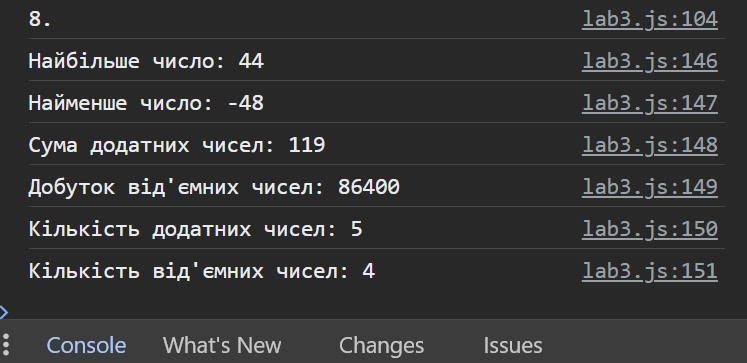 8. lab3.js:104
Найбільше число: 44 lab3.js:146
Найменше число: -48 lab3.js:147
Сума додатних чисел: 119 lab3.js:148
Добуток від'ємних чисел: 86400 lab3.js:149
Кількість додатних чисел: 5 lab3.js:150
Кількість від'ємних чисел: 4 lab3.js:151
Console What's New Changes Issues